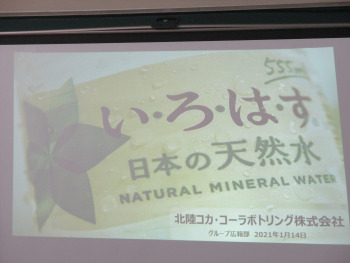 555ml
い・ろ・は・す
日本の天然水
NATURAL MINERAL WATER
北陸コカ・コーラボトリング株式会社
グループ広報部 2021年1月14日